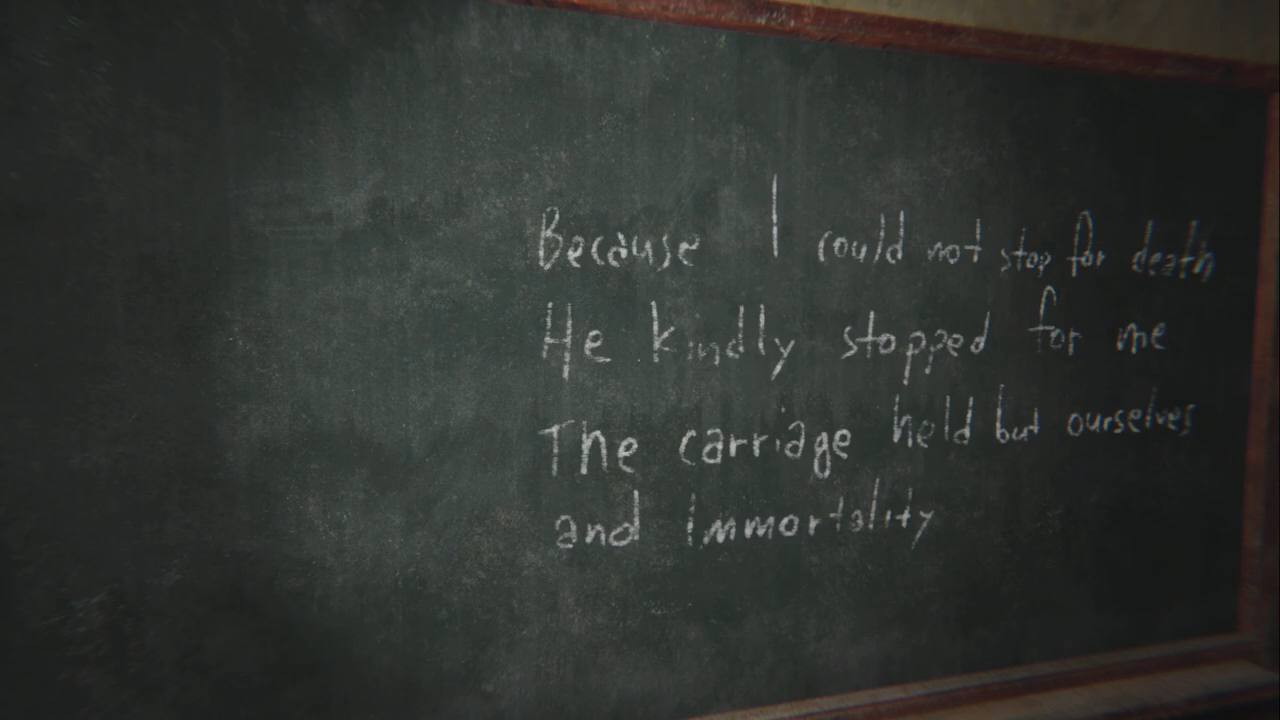 Because I could not stop for death
He kindly stopped for me
The carriage held but ourselves
and immortality